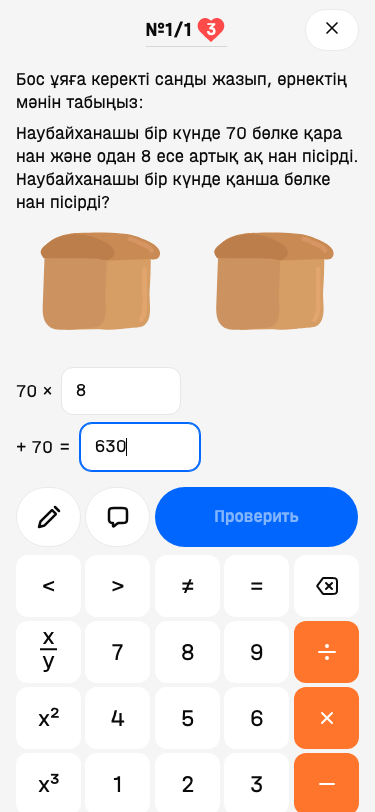 №1/1 3
Бос ұяға керекті санды жазып, өрнектің
мәнін табыңыз:
Наубайханашы бір күнде 70 бөлке қара
нан және одан 8 есе артық ақ нан пісірді.
Наубайханашы бір күнде қанша бөлке
нан пісірді?
70 × 8
+ 70 = 630
Проверить
< > ≠ =
x/y 7 8 9 ÷
x² 4 5 6 ×
x³ 1 2 3 −